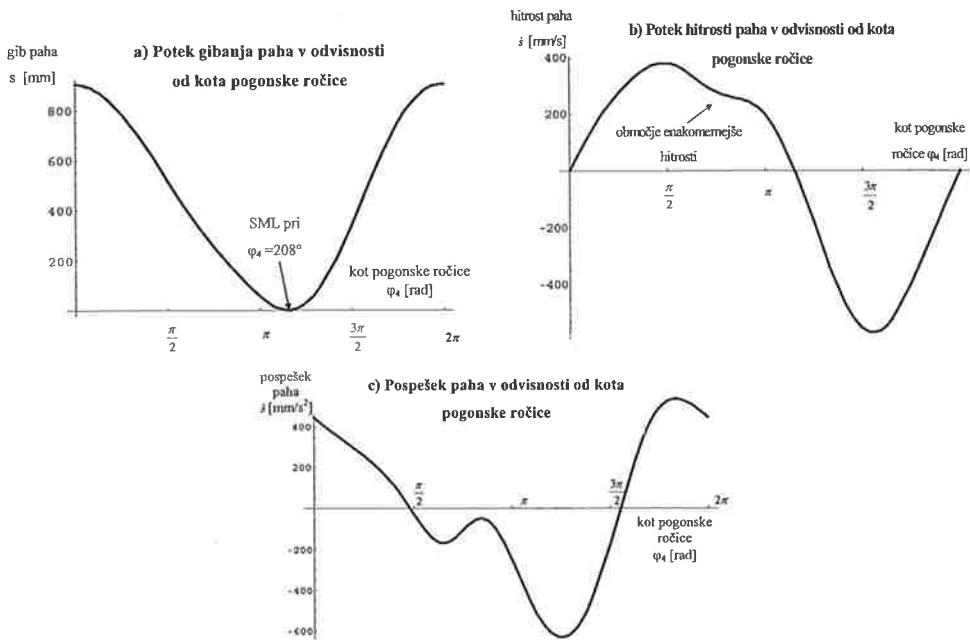 a) Potek gibanja paha v odvisnosti
od kota pogonske ročice
gib paha
s [mm]
800
600
400
200
SML pri
φ₄ =208°
kot pogonske ročice
φ₄ [rad]
π/2
π
3π/2
2π
hitrost paha
ṡ [mm/s]
b) Potek hitrosti paha v odvisnosti od kota
pogonske ročice
400
200
-200
-400
območje enakomernejše
hitrosti
kot pogonske
ročice φ₄ [rad]
π/2
π
3π/2
c) Pospešek paha v odvisnosti od kota
pogonske ročice
pospešek
paha
[mm/s²]
400
200
-200
-400
-600
π/2
π
3π/2
2π
kot pogonske
ročice
φ₄ [rad]